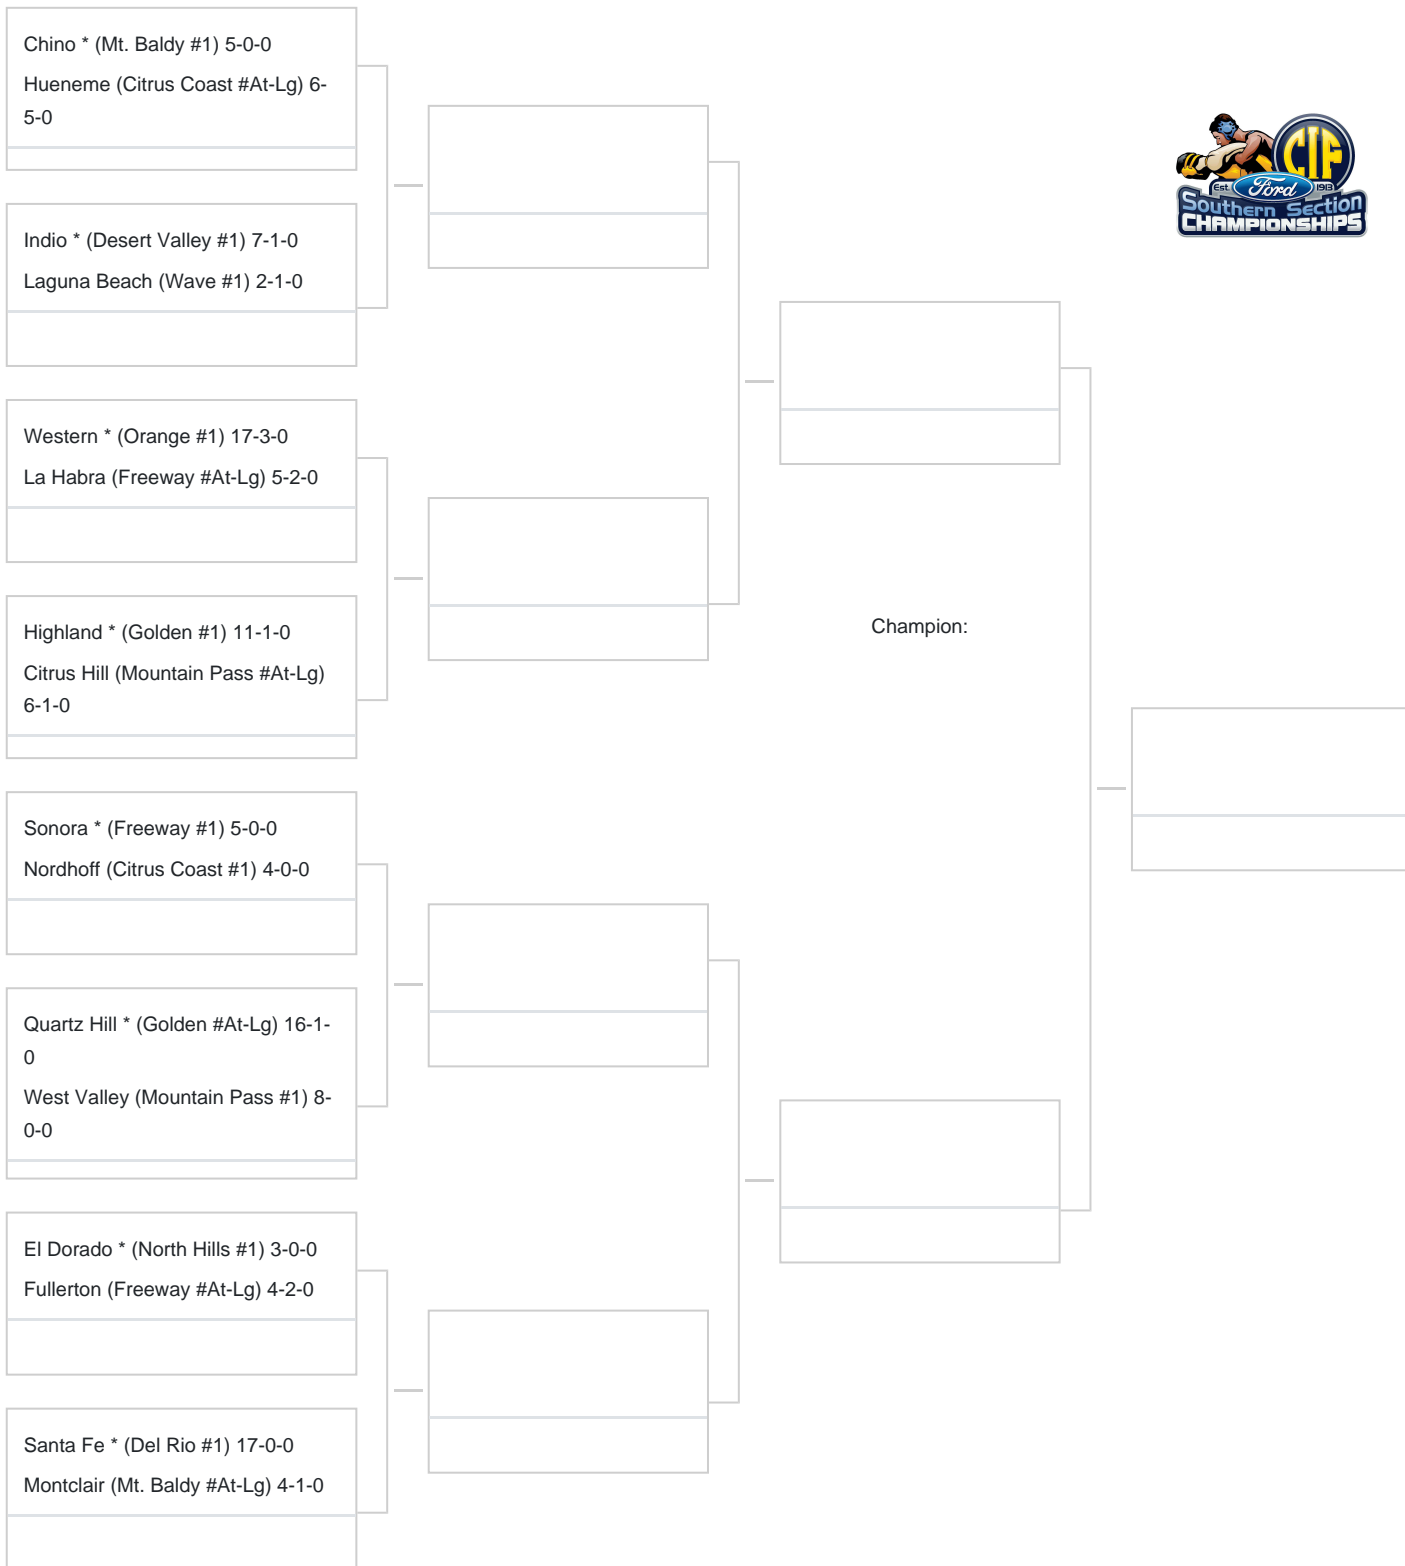 Chino * (Mt. Baldy #1) 5-0-0
Hueneme (Citrus Coast #At-Lg) 6-
5-0
CIF
Est. Ford 1913
Southern Section
CHAMPIONSHIPS
Indio * (Desert Valley #1) 7-1-0
Laguna Beach (Wave #1) 2-1-0
Western * (Orange #1) 17-3-0
La Habra (Freeway #At-Lg) 5-2-0
Highland * (Golden #1) 11-1-0
Citrus Hill (Mountain Pass #At-Lg)
6-1-0
Champion:
Sonora * (Freeway #1) 5-0-0
Nordhoff (Citrus Coast #1) 4-0-0
Quartz Hill * (Golden #At-Lg) 16-1-
0
West Valley (Mountain Pass #1) 8-
0-0
El Dorado * (North Hills #1) 3-0-0
Fullerton (Freeway #At-Lg) 4-2-0
Santa Fe * (Del Rio #1) 17-0-0
Montclair (Mt. Baldy #At-Lg) 4-1-0